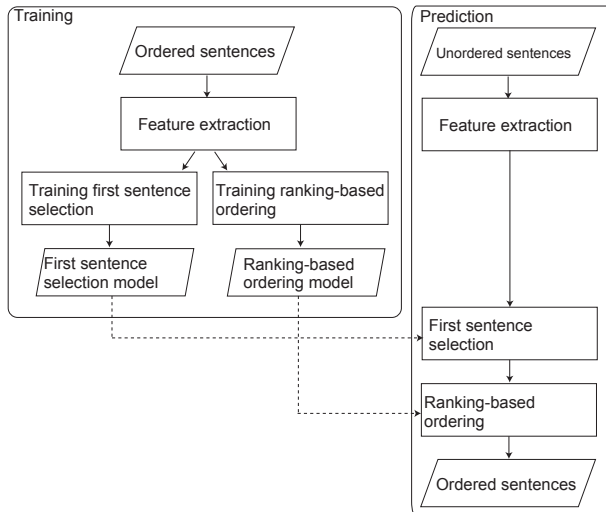 Training
Ordered sentences
Feature extraction
Training first sentence
selection
Training ranking-based
ordering
First sentence
selection model
Ranking-based
ordering model
Prediction
Unordered sentences
Feature extraction
First sentence
selection
Ranking-based
ordering
Ordered sentences